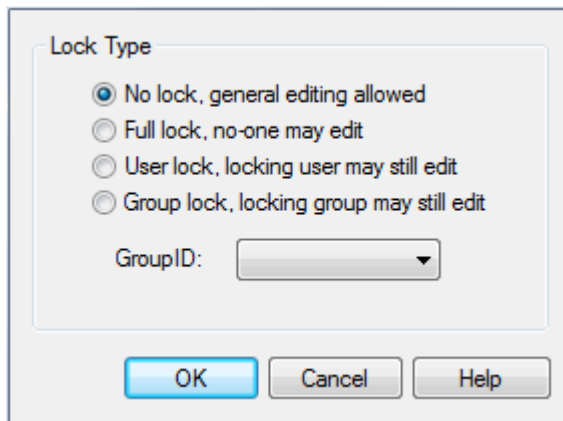 Lock Type
No lock, general editing allowed
Full lock, no-one may edit
User lock, locking user may still edit
Group lock, locking group may still edit
GroupID:
OK Cancel Help